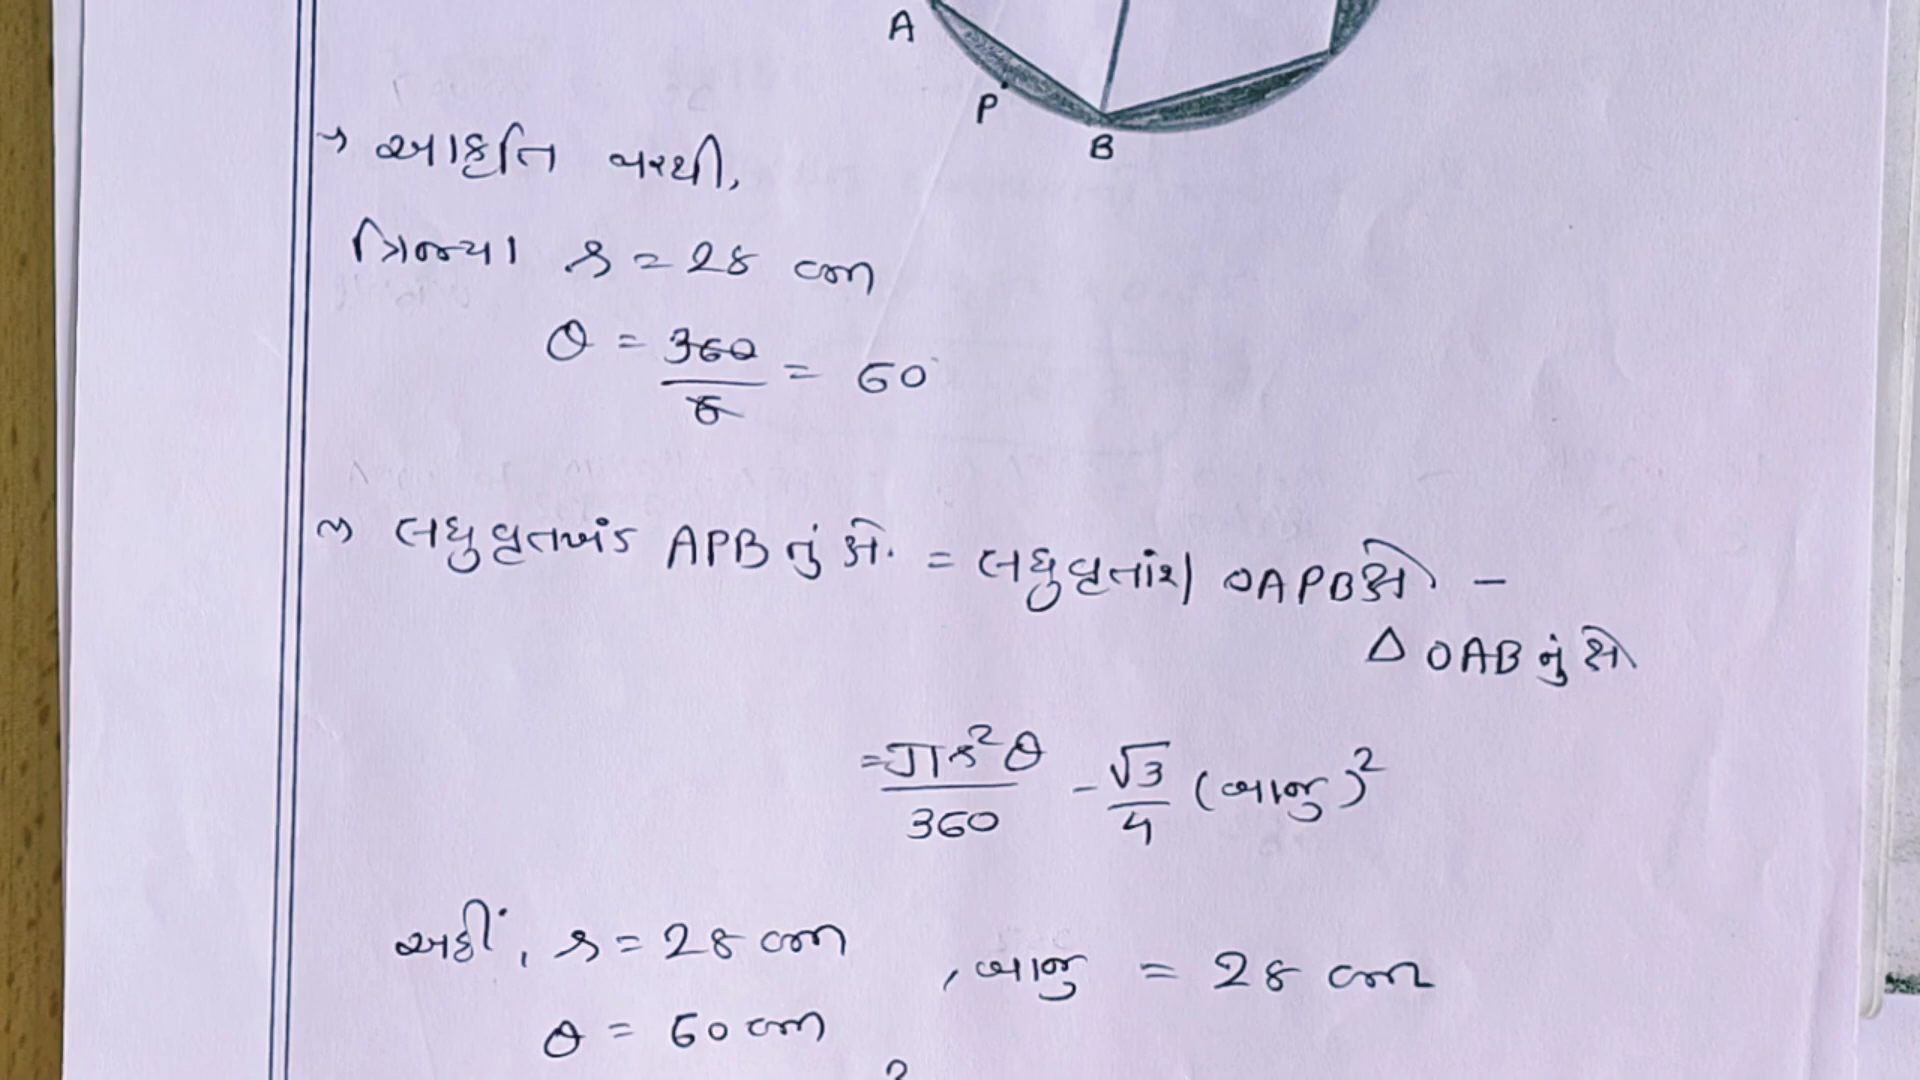 A
P
B
→ આકૃતિ પરથી,
ત્રિજ્યા r = 28 cm
θ = 360/6 = 60°
→ લઘુવૃતખંડ APB નું ક્ષે. = લઘુવૃતાંશ OAPB ક્ષે -
Δ OAB નું ક્ષે
= πr²θ/360 - √3/4 (બાજુ)²
અહીં, r = 28 cm , બાજુ = 28 cm
θ = 60 cm